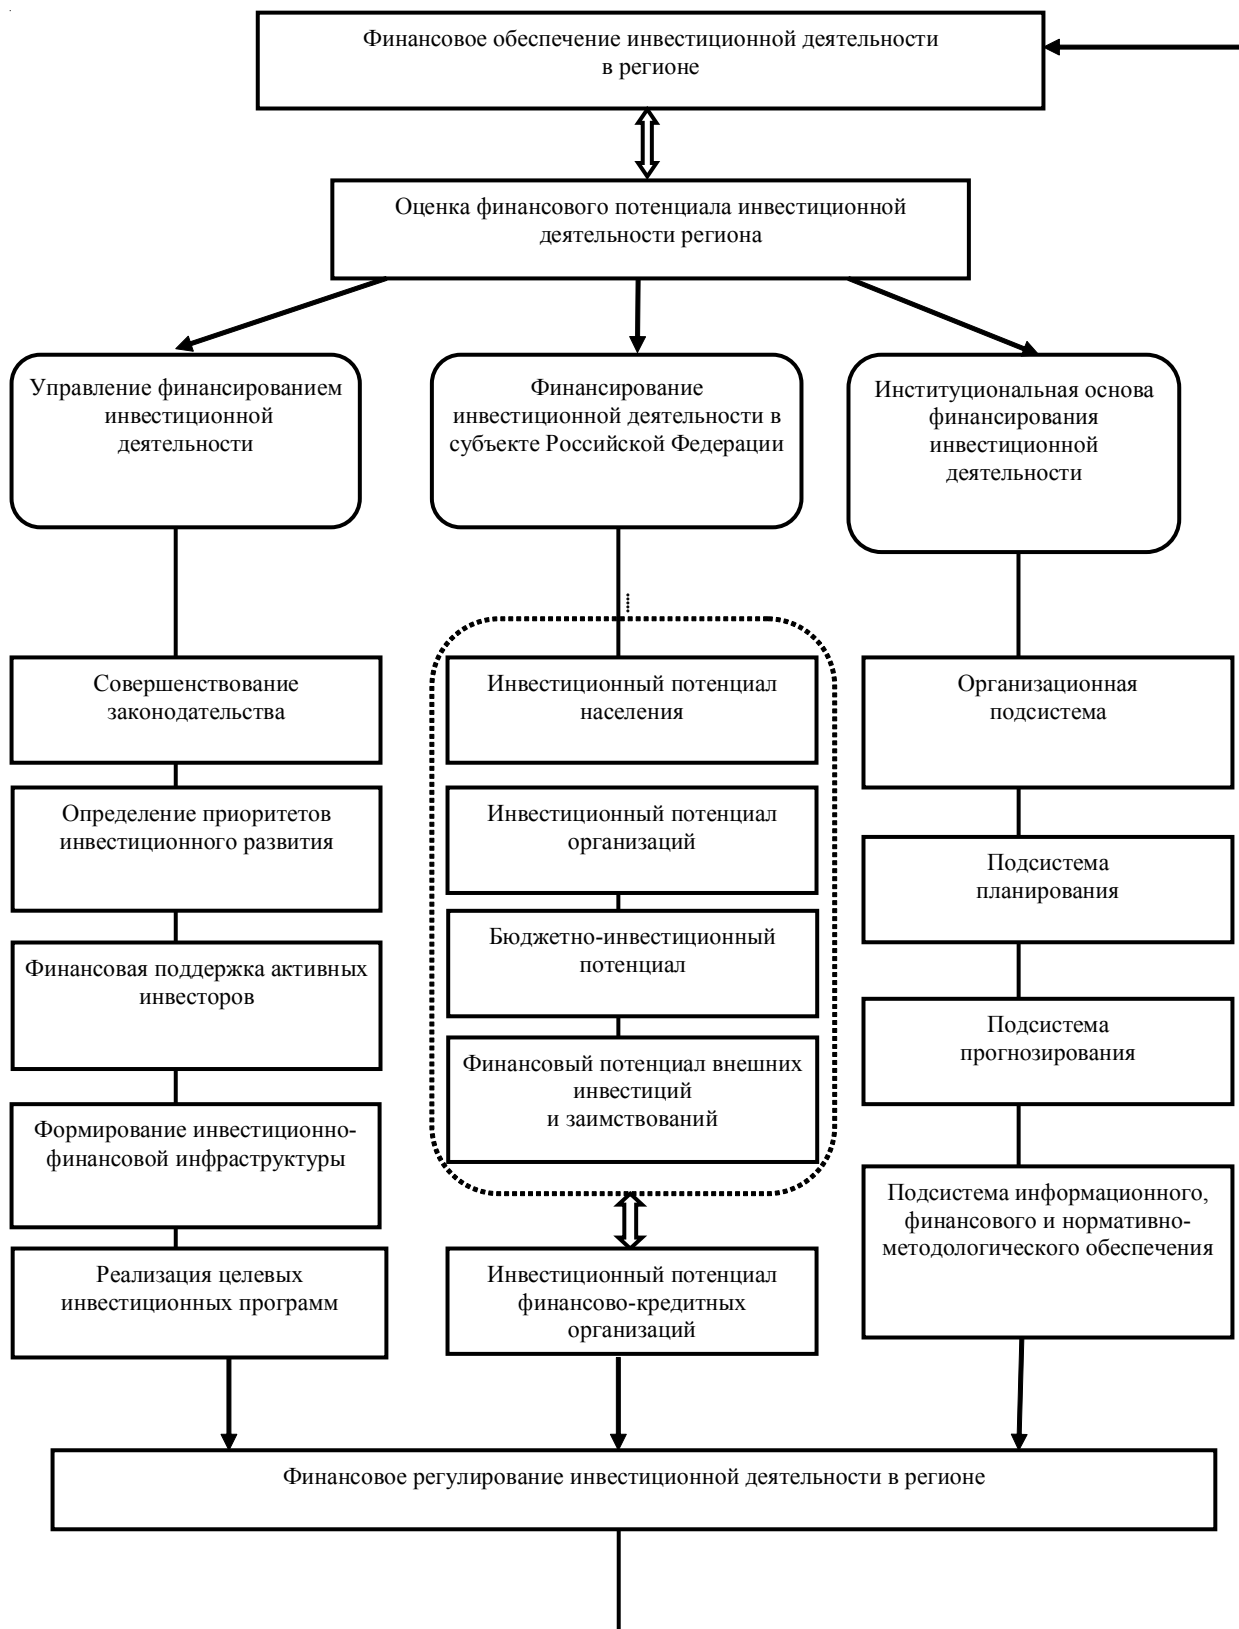 Финансовое обеспечение инвестиционной деятельности
в регионе
Оценка финансового потенциала инвестиционной
деятельности региона
Управление финансированием
инвестиционной
деятельности
Финансирование
инвестиционной деятельности в
субъекте Российской Федерации
Институциональная основа
финансирования
инвестиционной
деятельности
Совершенствование
законодательства
Определение приоритетов
инвестиционного развития
Финансовая поддержка активных
инвесторов
Формирование инвестиционно-
финансовой инфраструктуры
Реализация целевых
инвестиционных программ
Инвестиционный потенциал
населения
Инвестиционный потенциал
организаций
Бюджетно-инвестиционный
потенциал
Финансовый потенциал внешних
инвестиций
и заимствований
Инвестиционный потенциал
финансово-кредитных
организаций
Организационная
подсистема
Подсистема
планирования
Подсистема
прогнозирования
Подсистема информационного,
финансового и нормативно-
методологического обеспечения
Финансовое регулирование инвестиционной деятельности в регионе